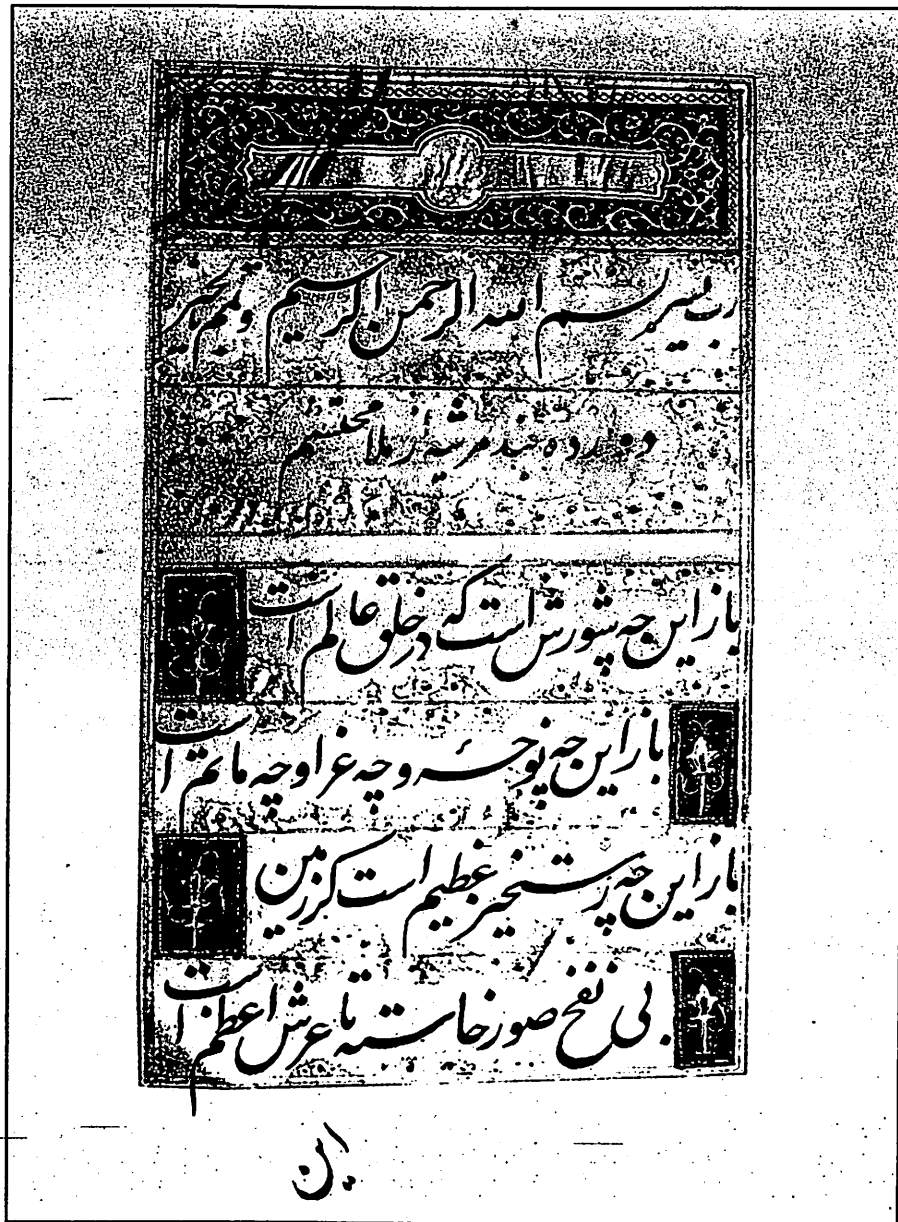 رب یسر بسم الله الرحمن الرحیم و تمم بالخیر
دوازده بند مرثیه از ملا محتشم
باز این چه شورش است که در خلق عالم است
باز این چه نوحهٔ و چه عزا و چه ماتم است
باز این چه رستخیز عظیم است کز زمین
بی نفخ صور خاسته تا عرش اعظم است
این